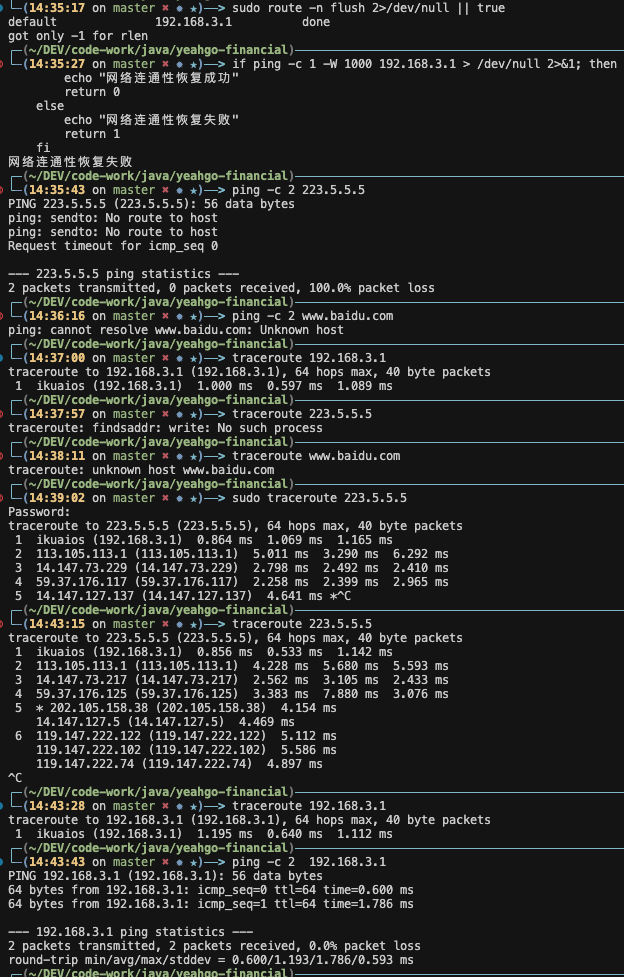 (14:35:17 on master ✖ ✹ ★)──> sudo route -n flush 2>/dev/null || true
default              192.168.3.1          done
got only -1 for rlen
┌─(~/DEV/code-work/java/yeahgo-financial)─
└─(14:35:27 on master ✖ ✹ ★)──> if ping -c 1 -W 1000 192.168.3.1 > /dev/null 2>&1; then
        echo "网络连通性恢复成功"
        return 0
    else
        echo "网络连通性恢复失败"
        return 1
    fi
网络连通性恢复失败
┌─(~/DEV/code-work/java/yeahgo-financial)─
└─(14:35:43 on master ✖ ✹ ★)──> ping -c 2 223.5.5.5
PING 223.5.5.5 (223.5.5.5): 56 data bytes
ping: sendto: No route to host
ping: sendto: No route to host
Request timeout for icmp_seq 0

--- 223.5.5.5 ping statistics ---
2 packets transmitted, 0 packets received, 100.0% packet loss
┌─(~/DEV/code-work/java/yeahgo-financial)─
└─(14:36:16 on master ✖ ✹ ★)──> ping -c 2 www.baidu.com
ping: cannot resolve www.baidu.com: Unknown host
┌─(~/DEV/code-work/java/yeahgo-financial)─
└─(14:37:00 on master ✖ ✹ ★)──> traceroute 192.168.3.1
traceroute to 192.168.3.1 (192.168.3.1), 64 hops max, 40 byte packets
 1  ikuaios (192.168.3.1)  1.000 ms  0.597 ms  1.089 ms
┌─(~/DEV/code-work/java/yeahgo-financial)─
└─(14:37:57 on master ✖ ✹ ★)──> traceroute 223.5.5.5
traceroute: findsaddr: write: No such process
┌─(~/DEV/code-work/java/yeahgo-financial)─
└─(14:38:11 on master ✖ ✹ ★)──> traceroute www.baidu.com
traceroute: unknown host www.baidu.com
┌─(~/DEV/code-work/java/yeahgo-financial)─
└─(14:39:02 on master ✖ ✹ ★)──> sudo traceroute 223.5.5.5
Password:
traceroute to 223.5.5.5 (223.5.5.5), 64 hops max, 40 byte packets
 1  ikuaios (192.168.3.1)  0.864 ms  1.069 ms  1.165 ms
 2  113.105.113.1 (113.105.113.1)  5.011 ms  3.290 ms  6.292 ms
 3  14.147.73.229 (14.147.73.229)  2.798 ms  2.492 ms  2.410 ms
 4  59.37.176.117 (59.37.176.117)  2.258 ms  2.399 ms  2.965 ms
 5  14.147.127.137 (14.147.127.137)  4.641 ms *^C
┌─(~/DEV/code-work/java/yeahgo-financial)─
└─(14:43:15 on master ✖ ✹ ★)──> traceroute 223.5.5.5
traceroute to 223.5.5.5 (223.5.5.5), 64 hops max, 40 byte packets
 1  ikuaios (192.168.3.1)  0.856 ms  0.533 ms  1.142 ms
 2  113.105.113.1 (113.105.113.1)  4.228 ms  5.680 ms  5.593 ms
 3  14.147.73.217 (14.147.73.217)  2.562 ms  3.105 ms  2.433 ms
 4  59.37.176.125 (59.37.176.125)  3.383 ms  7.880 ms  3.076 ms
 5  * 202.105.158.38 (202.105.158.38)  4.154 ms
    14.147.127.5 (14.147.127.5)  4.469 ms
 6  119.147.222.122 (119.147.222.122)  5.112 ms
    119.147.222.102 (119.147.222.102)  5.586 ms
    119.147.222.74 (119.147.222.74)  4.897 ms
^C
┌─(~/DEV/code-work/java/yeahgo-financial)─
└─(14:43:28 on master ✖ ✹ ★)──> traceroute 192.168.3.1
traceroute to 192.168.3.1 (192.168.3.1), 64 hops max, 40 byte packets
 1  ikuaios (192.168.3.1)  1.195 ms  0.640 ms  1.112 ms
┌─(~/DEV/code-work/java/yeahgo-financial)─
└─(14:43:43 on master ✖ ✹ ★)──> ping -c 2  192.168.3.1
PING 192.168.3.1 (192.168.3.1): 56 data bytes
64 bytes from 192.168.3.1: icmp_seq=0 ttl=64 time=0.600 ms
64 bytes from 192.168.3.1: icmp_seq=1 ttl=64 time=1.786 ms

--- 192.168.3.1 ping statistics ---
2 packets transmitted, 2 packets received, 0.0% packet loss
round-trip min/avg/max/stddev = 0.600/1.193/1.786/0.593 ms
┌─(~/DEV/code-work/java/yeahgo-financial)─